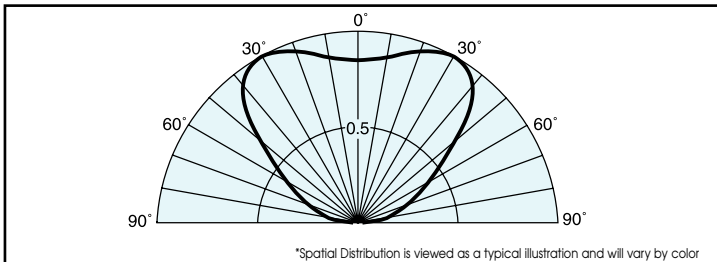 0°
30° 30°
60° 0.5 60°
90° 90°
*Spatial Distribution is viewed as a typical illustration and will vary by color